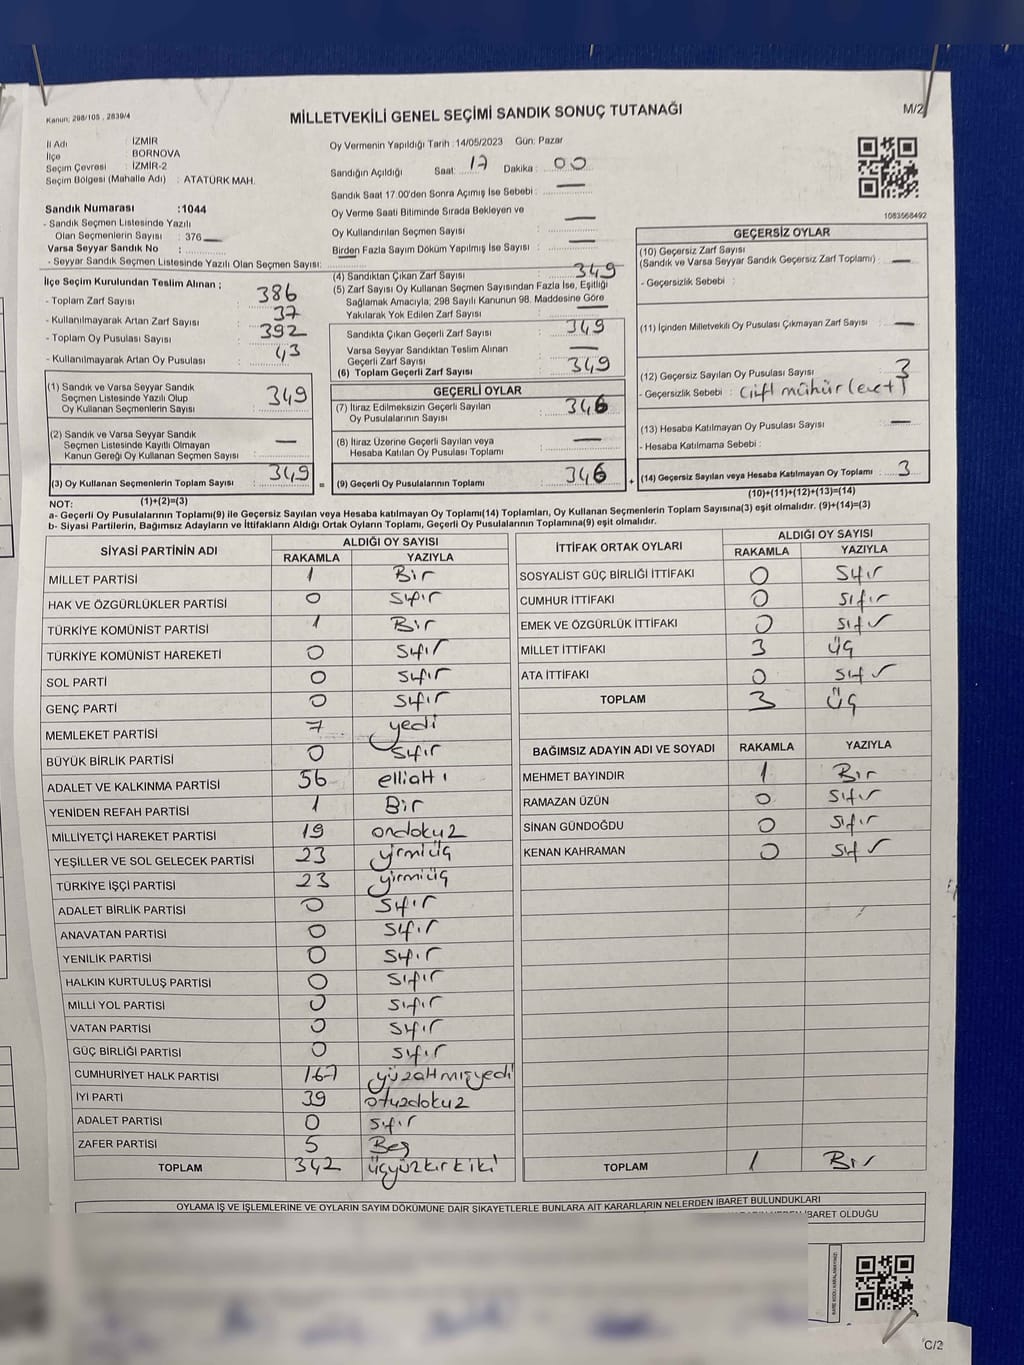 Kanun, 298/105 , 2839/4
MİLLETVEKİLİ GENEL SEÇİMİ SANDIK SONUÇ TUTANAĞI
M/2
İl Adı : İZMİR
İlçe : BORNOVA
Seçim Çevresi : İZMİR-2
Seçim Bölgesi (Mahalle Adı) : ATATÜRK MAH.
Sandık Numarası :1044
- Sandık Seçmen Listesinde Yazılı
Olan Seçmenlerin Sayısı : 376
Varsa Seyyar Sandık No :
- Seyyar Sandık Seçmen Listesinde Yazılı Olan Seçmen Sayısı:
Oy Vermenin Yapıldığı Tarih :14/05/2023 Gün: Pazar
Sandığın Açıldığı Saat: 17 Dakika : 00
Sandık Saat 17.00'den Sonra Açımış İse Sebebi : —
Oy Verme Saati Bitiminde Sırada Bekleyen ve
Oy Kullandırılan Seçmen Sayısı : —
Birden Fazla Sayım Döküm Yapılmış İse Sayısı : —
1083568492
İlçe Seçim Kurulundan Teslim Alınan ;
- Toplam Zarf Sayısı : 386
- Kullanılmayarak Artan Zarf Sayısı : 37
- Toplam Oy Pusulası Sayısı : 392
- Kullanılmayarak Artan Oy Pusulası : 43
(1) Sandık ve Varsa Seyyar Sandık
Seçmen Listesinde Yazılı Olup
Oy Kullanan Seçmenlerin Sayısı : 349
(2) Sandık ve Varsa Seyyar Sandık
Seçmen Listesinde Kayıtlı Olmayan
Kanun Gereği Oy Kullanan Seçmen Sayısı : —
(3) Oy Kullanan Seçmenlerin Toplam Sayısı : 349
(4) Sandıktan Çıkan Zarf Sayısı : 349
(5) Zarf Sayısı Oy Kullanan Seçmen Sayısından Fazla İse, Eşitliği
Sağlamak Amacıyla; 298 Sayılı Kanunun 98. Maddesine Göre
Yakılarak Yok Edilen Zarf Sayısı : —
Sandıkta Çıkan Geçerli Zarf Sayısı : 349
Varsa Seyyar Sandıktan Teslim Alınan
Geçerli Zarf Sayısı : —
(6) Toplam Geçerli Zarf Sayısı : 349
GEÇERLİ OYLAR
(7) İtiraz Edilmeksizin Geçerli Sayılan
Oy Pusulalarının Sayısı : 346
(8) İtiraz Üzerine Geçerli Sayılan veya
Hesaba Katılan Oy Pusulası Toplamı : —
= (9) Geçerli Oy Pusulalarının Toplamı : 346
GEÇERSİZ OYLAR
(10) Geçersiz Zarf Sayısı
(Sandık ve Varsa Seyyar Sandık Geçersiz Zarf Toplamı) : —
- Geçersizlik Sebebi :
(11) İçinden Milletvekili Oy Pusulası Çıkmayan Zarf Sayısı : —
(12) Geçersiz Sayılan Oy Pusulası Sayısı : 3
- Geçersizlik Sebebi : Çift mühür (evet)
(13) Hesaba Katılmayan Oy Pusulası Sayısı : —
- Hesaba Katılmama Sebebi :
+ (14) Geçersiz Sayılan veya Hesaba Katılmayan Oy Toplamı : 3
NOT: (1)+(2)=(3) (10)+(11)+(12)+(13)=(14)
a- Geçerli Oy Pusulasının Toplamı(9) ile Geçersiz Sayılan veya Hesaba katılmayan Oy Toplamı(14) Toplamları, Oy Kullanan Seçmenlerin Toplam Sayısına(3) eşit olmalıdır. (9)+(14)=(3)
b- Siyasi Partilerin, Bağımsız Adayların ve İttifakların Aldığı Ortak Oyların Toplamı, Geçerli Oy Pusulalarının Toplamına(9) eşit olmalıdır.
SİYASİ PARTİNİN ADI ALDIĞI OY SAYISI
RAKAMLA YAZIYLA
MİLLET PARTİSİ 1 Bir
HAK VE ÖZGÜRLÜKLER PARTİSİ 0 Sıfır
TÜRKİYE KOMÜNİST PARTİSİ 1 Bir
TÜRKİYE KOMÜNİST HAREKETİ 0 Sıfır
SOL PARTİ 0 Sıfır
GENÇ PARTİ 0 Sıfır
MEMLEKET PARTİSİ 7 yedi
BÜYÜK BİRLİK PARTİSİ 0 Sıfır
ADALET VE KALKINMA PARTİSİ 56 ellialtı
YENİDEN REFAH PARTİSİ 1 Bir
MİLLİYETÇİ HAREKET PARTİSİ 19 ondokuz
YEŞİLLER VE SOL GELECEK PARTİSİ 23 yirmiüç
TÜRKİYE İŞÇİ PARTİSİ 23 yirmiüç
ADALET BİRLİK PARTİSİ 0 Sıfır
ANAVATAN PARTİSİ 0 Sıfır
YENİLİK PARTİSİ 0 Sıfır
HALKIN KURTULUŞ PARTİSİ 0 Sıfır
MİLLİ YOL PARTİSİ 0 Sıfır
VATAN PARTİSİ 0 Sıfır
GÜÇ BİRLİĞİ PARTİSİ 0 Sıfır
CUMHURİYET HALK PARTİSİ 167 yüzaltmışyedi
İYİ PARTİ 39 otuzdokuz
ADALET PARTİSİ 0 Sıfır
ZAFER PARTİSİ 5 Beş
TOPLAM 342 üçyüzkırkiki
İTTİFAK ORTAK OYLARI ALDIĞI OY SAYISI
RAKAMLA YAZIYLA
SOSYALİST GÜÇ BİRLİĞİ İTTİFAKI 0 Sıfır
CUMHUR İTTİFAKI 0 Sıfır
EMEK VE ÖZGÜRLÜK İTTİFAKI 0 Sıfır
MİLLET İTTİFAKI 3 Üç
ATA İTTİFAKI 0 Sıfır
TOPLAM 3 Üç
BAĞIMSIZ ADAYIN ADI VE SOYADI RAKAMLA YAZIYLA
MEHMET BAYINDIR 1 Bir
RAMAZAN ÜZÜN 0 Sıfır
SİNAN GÜNDOĞDU 0 Sıfır
KENAN KAHRAMAN 0 Sıfır
TOPLAM 1 Bir
OYLAMA İŞ VE İŞLEMLERİNE VE OYLARIN SAYIM DÖKÜMÜNE DAİR ŞİKAYETLERLE BUNLARA AİT KARARLARIN NELERDEN İBARET BULUNDUKLARI
İBARET OLDUĞU
C/2